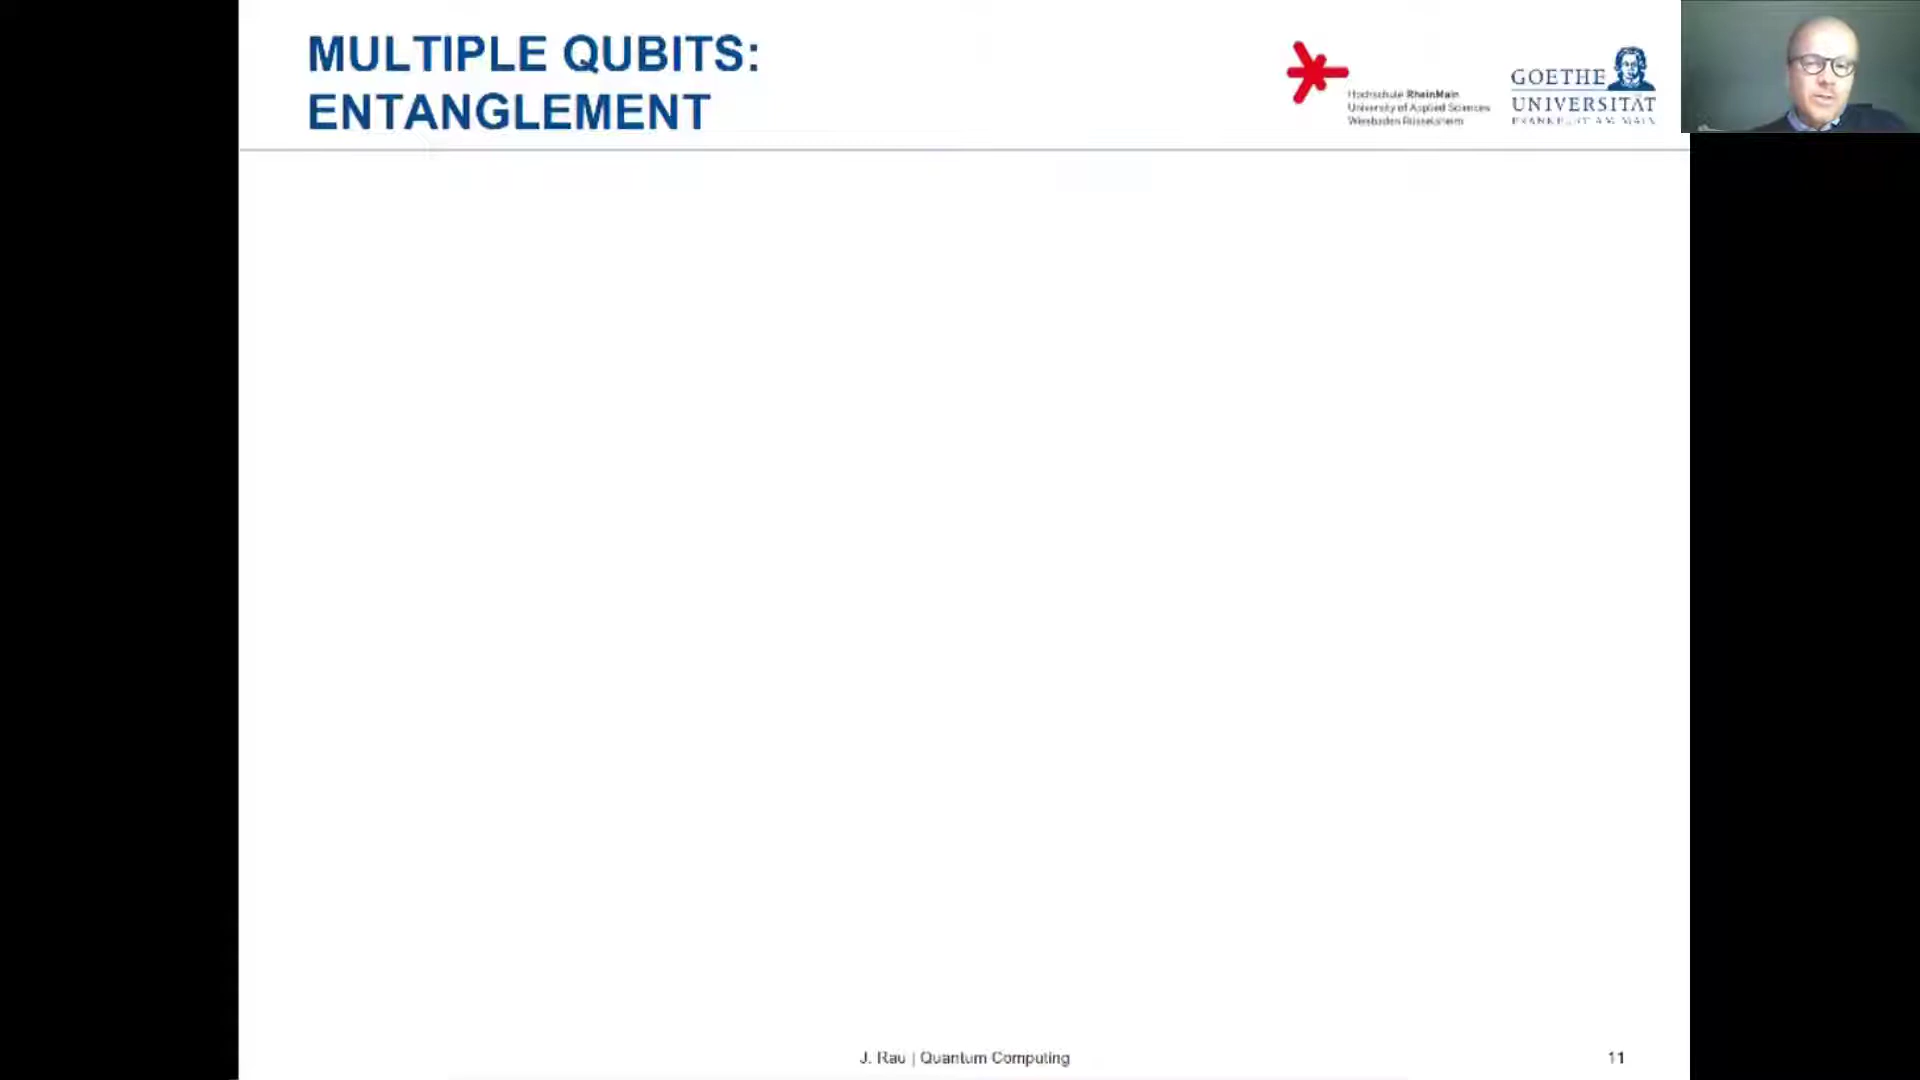 MULTIPLE QUBITS:
ENTANGLEMENT
Hochschule RheinMain
University of Applied Sciences
Wiesbaden Rüsselsheim
GOETHE
UNIVERSITÄT
FRANKFURT AM MAIN
J. Rau | Quantum Computing
11